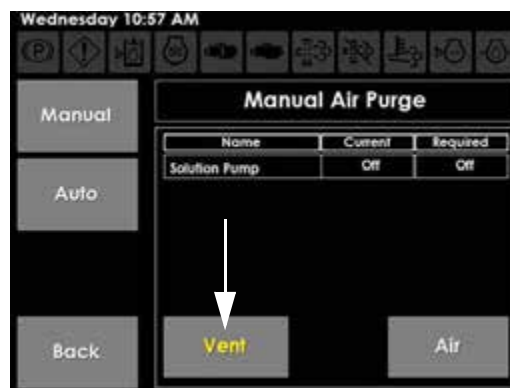 Wednesday 10:57 AM
Manual
Auto
Back
Manual Air Purge
Name Current Required
Solution Pump Off Off
Vent Air